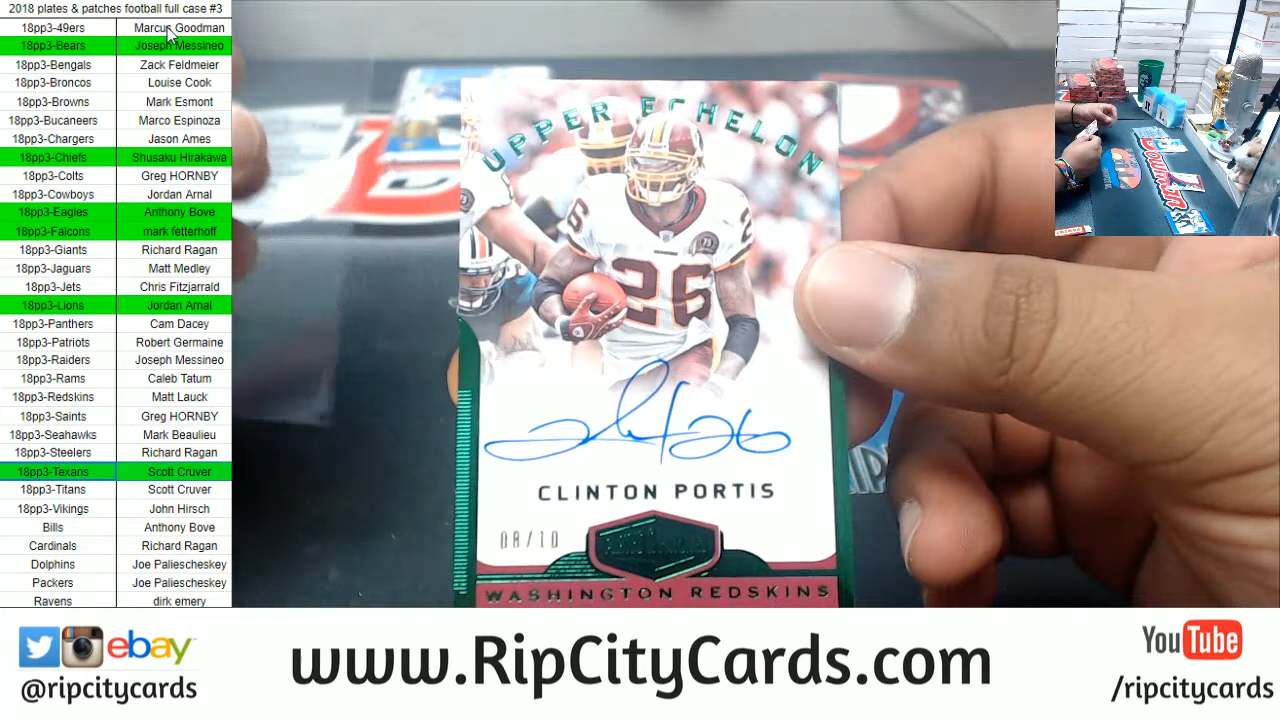 2018 plates & patches football full case #3
18pp3-49ers Marcus Goodman
18pp3-Bears Joseph Messineo
18pp3-Bengals Zack Feldmeier
18pp3-Broncos Louise Cook
18pp3-Browns Mark Esmont
18pp3-Bucaneers Marco Espinoza
18pp3-Chargers Jason Ames
18pp3-Chiefs Shusaku Hirakawa
18pp3-Colts Greg HORNBY
18pp3-Cowboys Jordan Arnal
18pp3-Eagles Anthony Bove
18pp3-Falcons mark fetterhoff
18pp3-Giants Richard Ragan
18pp3-Jaguars Matt Medley
18pp3-Jets Chris Fitzjarrald
18pp3-Lions Jordan Arnal
18pp3-Panthers Cam Dacey
18pp3-Patriots Robert Germaine
18pp3-Raiders Joseph Messineo
18pp3-Rams Caleb Tatum
18pp3-Redskins Matt Lauck
18pp3-Saints Greg HORNBY
18pp3-Seahawks Mark Beaulieu
18pp3-Steelers Richard Ragan
18pp3-Texans Scott Cruver
18pp3-Titans Scott Cruver
18pp3-Vikings John Hirsch
Bills Anthony Bove
Cardinals Richard Ragan
Dolphins Joe Paliescheskey
Packers Joe Paliescheskey
Ravens dirk emery
UPPER ECHELON
26
26
CLINTON PORTIS
08/10
WASHINGTON REDSKINS
BOWMAN
ebay
@ripcitycards
www.RipCityCards.com
YouTube
/ripcitycards